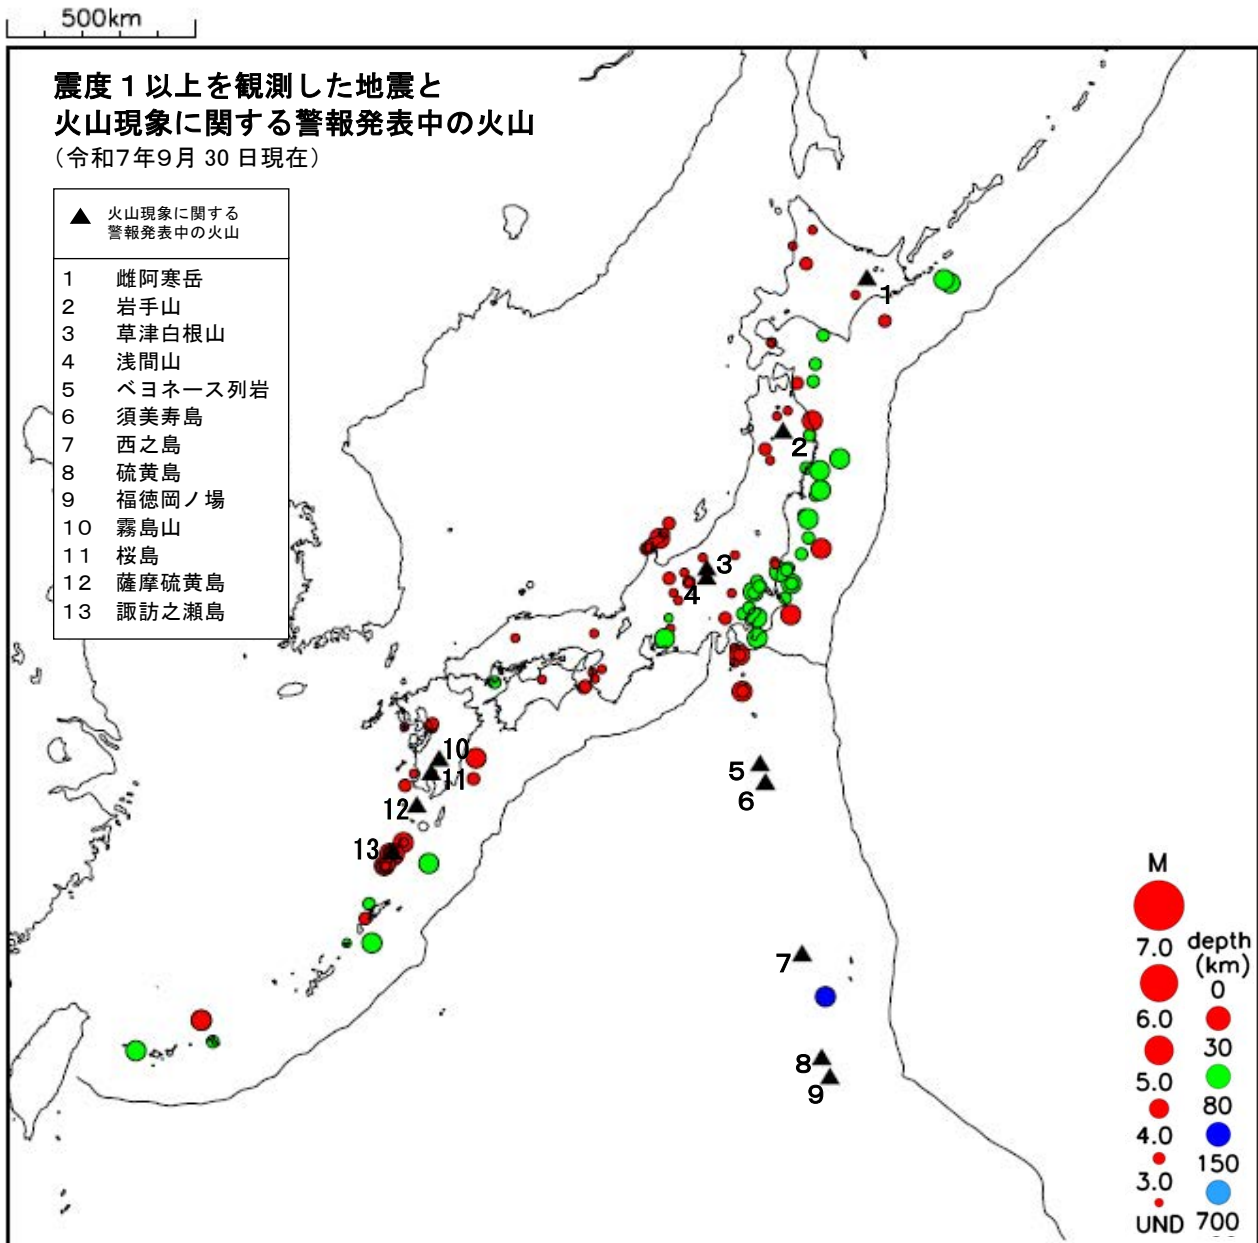 500km
震度１以上を観測した地震と
火山現象に関する警報発表中の火山
（令和7年9月 30 日現在）
▲ 火山現象に関する
警報発表中の火山
1 雌阿寒岳
2 岩手山
3 草津白根山
4 浅間山
5 ベヨネース列岩
6 須美寿島
7 西之島
8 硫黄島
9 福徳岡ノ場
10 霧島山
11 桜島
12 薩摩硫黄島
13 諏訪之瀬島
1
2
3
4
10
11
5
6
12
13
7
8
9
M
7.0
6.0
5.0
4.0
3.0
UND
depth
(km)
0
30
80
150
700